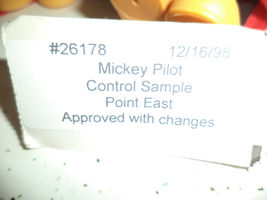 #26178 12/16/98
Mickey Pilot
Control Sample
Point East
Approved with changes